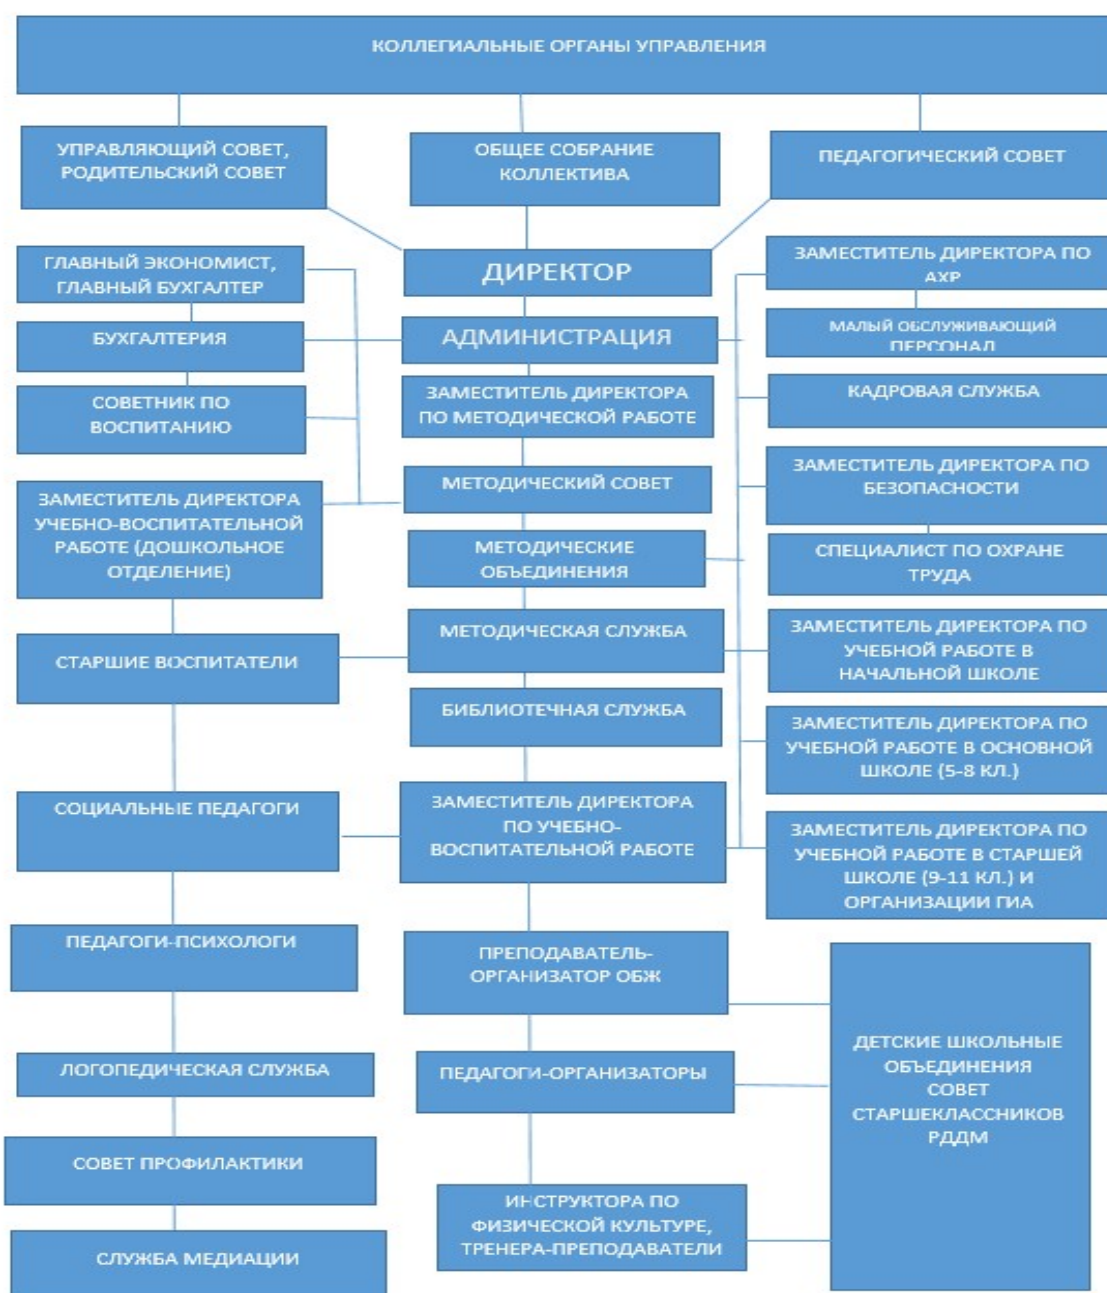 КОЛЛЕГИАЛЬНЫЕ ОРГАНЫ УПРАВЛЕНИЯ
УПРАВЛЯЮЩИЙ СОВЕТ,
РОДИТЕЛЬСКИЙ СОВЕТ
ОБЩЕЕ СОБРАНИЕ
КОЛЛЕКТИВА
ПЕДАГОГИЧЕСКИЙ СОВЕТ
ГЛАВНЫЙ ЭКОНОМИСТ,
ГЛАВНЫЙ БУХГАЛТЕР
ДИРЕКТОР
ЗАМЕСТИТЕЛЬ ДИРЕКТОРА ПО
АХР
БУХГАЛТЕРИЯ
АДМИНИСТРАЦИЯ
МАЛЫЙ ОБСЛУЖИВАЮЩИЙ
ПЕРСОНАЛ
СОВЕТНИК ПО
ВОСПИТАНИЮ
ЗАМЕСТИТЕЛЬ ДИРЕКТОРА
ПО МЕТОДИЧЕСКОЙ РАБОТЕ
КАДРОВАЯ СЛУЖБА
ЗАМЕСТИТЕЛЬ ДИРЕКТОРА
УЧЕБНО-ВОСПИТАТЕЛЬНОЙ
РАБОТЕ (ДОШКОЛЬНОЕ
ОТДЕЛЕНИЕ)
МЕТОДИЧЕСКИЙ СОВЕТ
ЗАМЕСТИТЕЛЬ ДИРЕКТОРА ПО
БЕЗОПАСНОСТИ
МЕТОДИЧЕСКИЕ
ОБЪЕДИНЕНИЯ
СПЕЦИАЛИСТ ПО ОХРАНЕ
ТРУДА
СТАРШИЕ ВОСПИТАТЕЛИ
МЕТОДИЧЕСКАЯ СЛУЖБА
ЗАМЕСТИТЕЛЬ ДИРЕКТОРА ПО
УЧЕБНОЙ РАБОТЕ В
НАЧАЛЬНОЙ ШКОЛЕ
БИБЛИОТЕЧНАЯ СЛУЖБА
ЗАМЕСТИТЕЛЬ ДИРЕКТОРА ПО
УЧЕБНОЙ РАБОТЕ В ОСНОВНОЙ
ШКОЛЕ (5-8 КЛ.)
СОЦИАЛЬНЫЕ ПЕДАГОГИ
ЗАМЕСТИТЕЛЬ ДИРЕКТОРА
ПО УЧЕБНО-
ВОСПИТАТЕЛЬНОЙ РАБОТЕ
ЗАМЕСТИТЕЛЬ ДИРЕКТОРА ПО
УЧЕБНОЙ РАБОТЕ В СТАРШЕЙ
ШКОЛЕ (9-11 КЛ.) И
ОРГАНИЗАЦИИ ГИА
ПЕДАГОГИ-ПСИХОЛОГИ
ПРЕПОДАВАТЕЛЬ-
ОРГАНИЗАТОР ОБЖ
ДЕТСКИЕ ШКОЛЬНЫЕ
ОБЪЕДИНЕНИЯ
СОВЕТ
СТАРШЕКЛАССНИКОВ
РДДМ
ЛОГОПЕДИЧЕСКАЯ СЛУЖБА
ПЕДАГОГИ-ОРГАНИЗАТОРЫ
СОВЕТ ПРОФИЛАКТИКИ
ИНСТРУКТОРА ПО
ФИЗИЧЕСКОЙ КУЛЬТУРЕ,
ТРЕНЕРА-ПРЕПОДАВАТЕЛИ
СЛУЖБА МЕДИАЦИИ